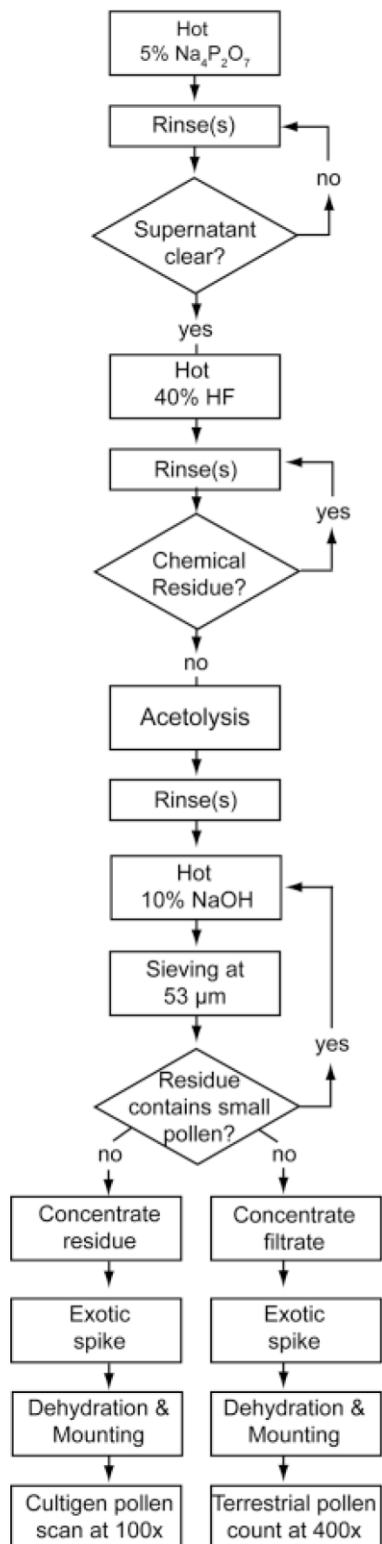 Hot
5% Na₄P₂O₇
Rinse(s)
no
Supernatant
clear?
yes
Hot
40% HF
Rinse(s)
yes
Chemical
Residue?
no
Acetolysis
Rinse(s)
Hot
10% NaOH
Sieving at
53 µm
yes
Residue
contains small
pollen?
no
no
Concentrate
residue
Concentrate
filtrate
Exotic
spike
Exotic
spike
Dehydration &
Mounting
Dehydration &
Mounting
Cultigen pollen
scan at 100x
Terrestrial pollen
count at 400x